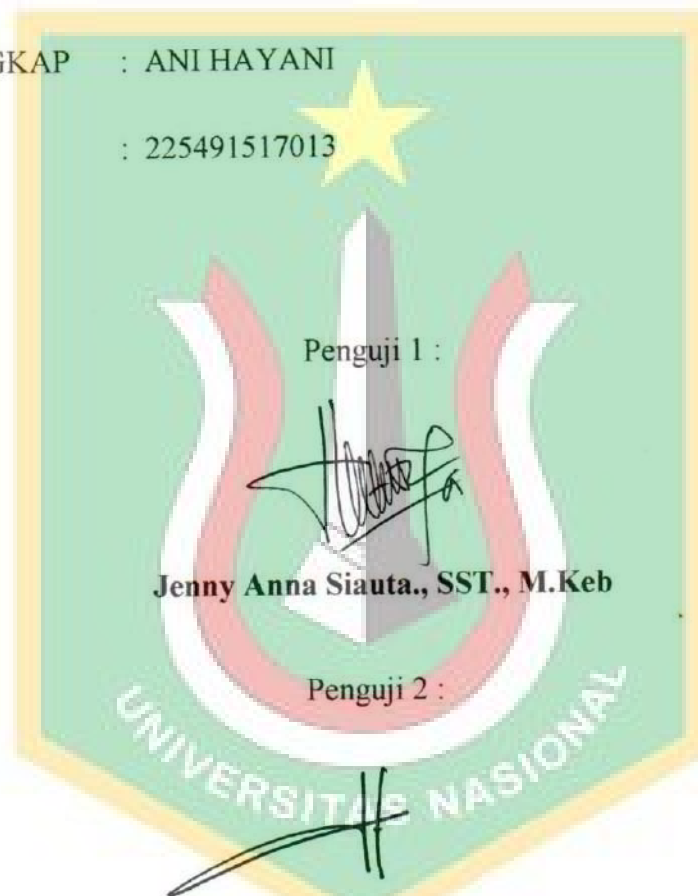 GKAP : ANI HAYANI
: 225491517013
Penguji 1 :
Jenny Anna Siauta., SST., M.Keb
Penguji 2 :
UNIVERSITAS NASIONAL